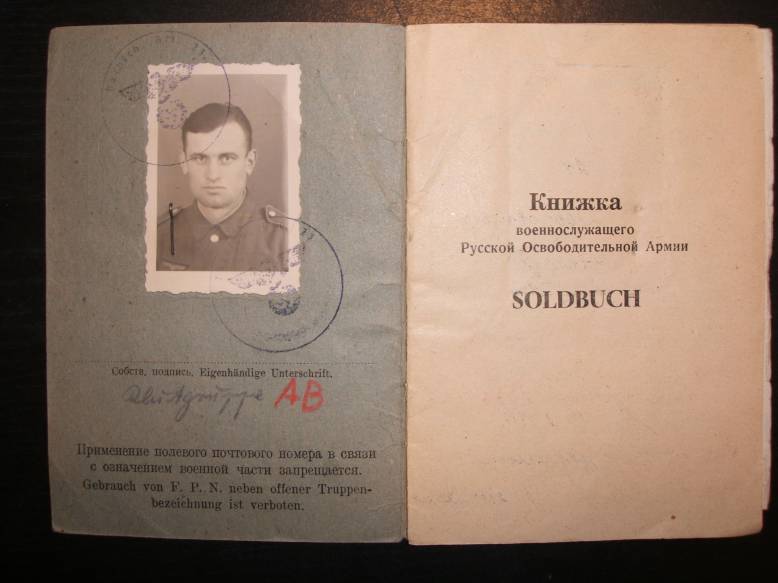 Собств. подпись. Eigenhändige Unterschrift.
Blutgruppe AB
Применение полевого почтового номера в связи
с означением военной части запрещается.
Gebrauch von F. P. N. neben offener Truppen-
bezeichnung ist verboten.
Книжка
военнослужащего
Русской Освободительной Армии
SOLDBUCH